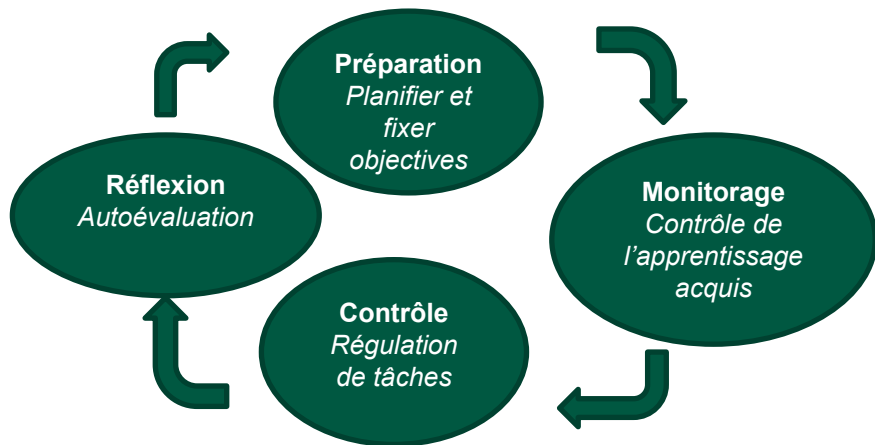 Préparation
Planifier et
fixer
objectives
Réflexion
Autoévaluation
Monitorage
Contrôle de
l’apprentissage
acquis
Contrôle
Régulation
de tâches